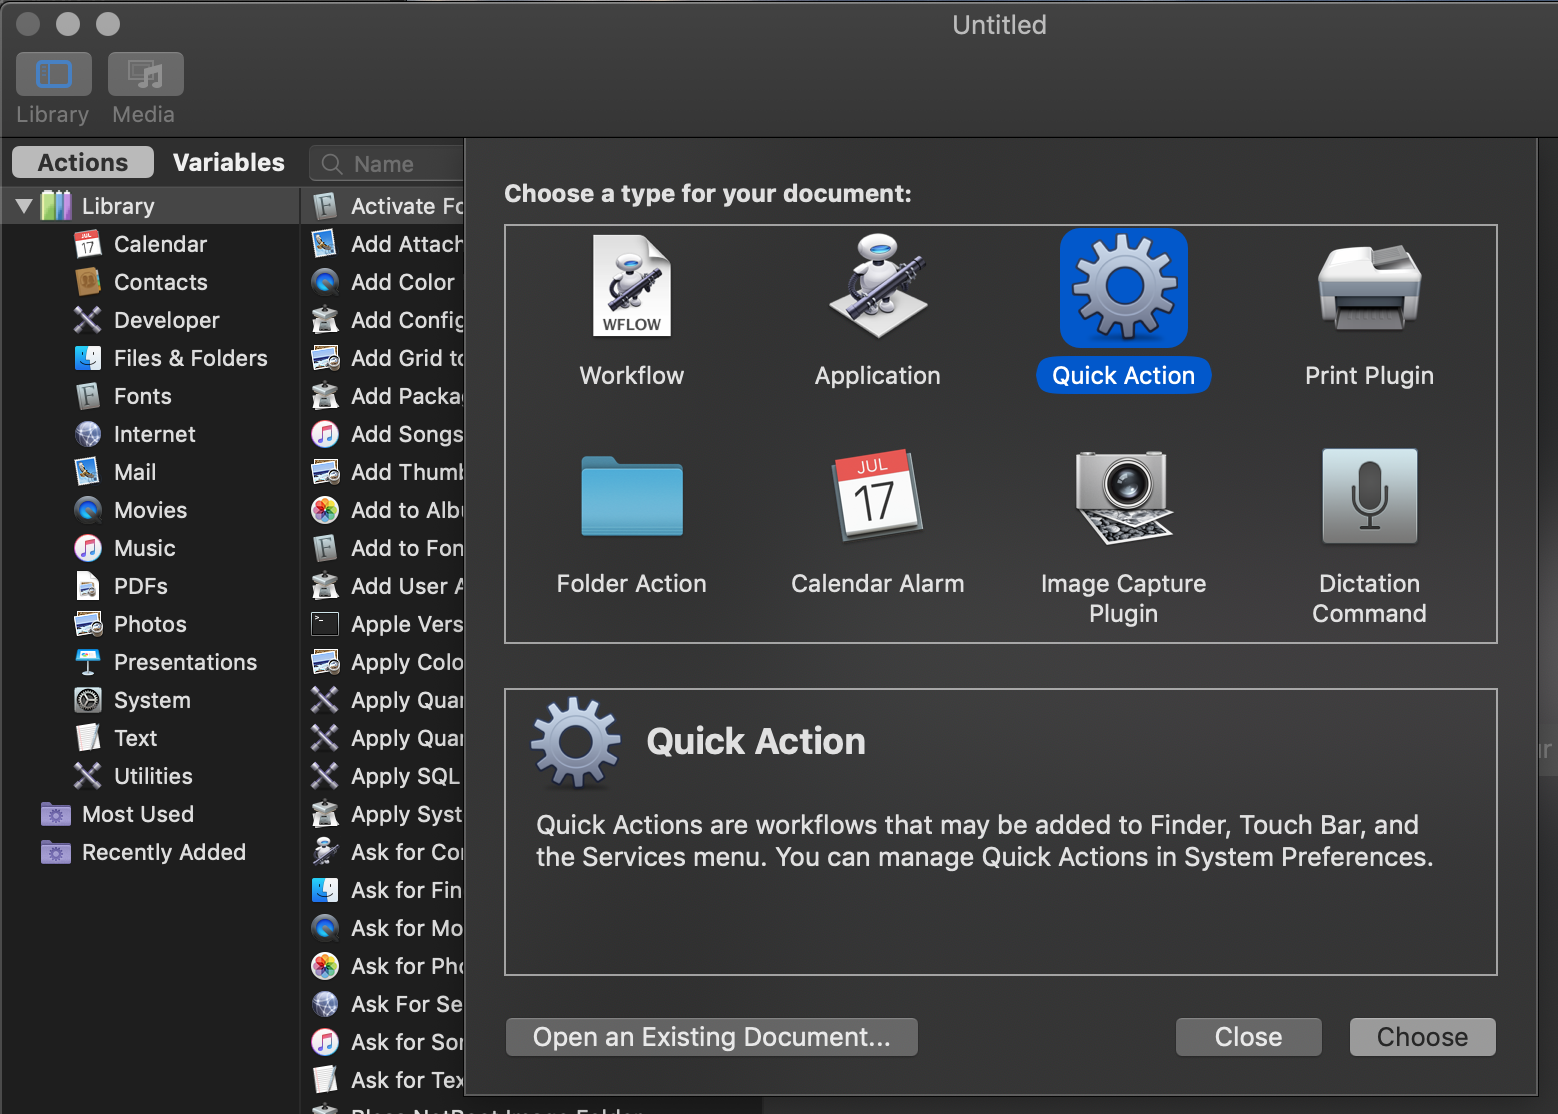 Untitled
Library
Media
Actions
Variables
Name
Library
Calendar
Contacts
Developer
Files & Folders
Fonts
Internet
Mail
Movies
Music
PDFs
Photos
Presentations
System
Text
Utilities
Most Used
Recently Added
Activate Fo
Add Attach
Add Color
Add Config
Add Grid to
Add Packa
Add Songs
Add Thumb
Add to Albu
Add to Fon
Add User A
Apple Vers
Apply Colo
Apply Quar
Apply Quar
Apply SQL
Apply Syst
Ask for Con
Ask for Fin
Ask for Mo
Ask for Pho
Ask For Se
Ask for Son
Ask for Tex
Choose a type for your document:
WFLOW
Workflow
Application
Quick Action
Print Plugin
Folder Action
JUL
17
Calendar Alarm
Image Capture
Plugin
Dictation
Command
Quick Action
Quick Actions are workflows that may be added to Finder, Touch Bar, and
the Services menu. You can manage Quick Actions in System Preferences.
Open an Existing Document...
Close
Choose